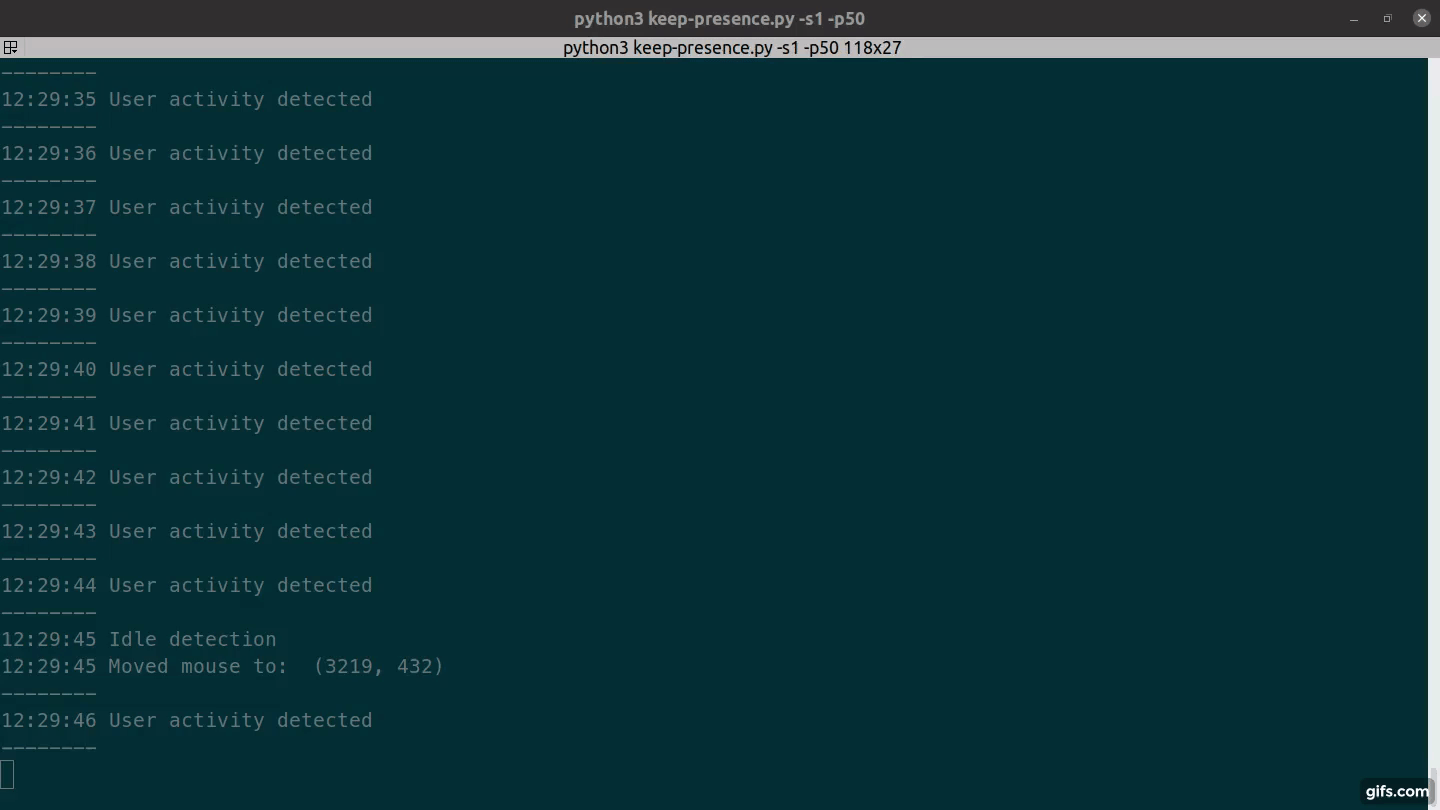 python3 keep-presence.py -s1 -p50
python3 keep-presence.py -s1 -p50 118x27
--------
12:29:35 User activity detected
--------
12:29:36 User activity detected
--------
12:29:37 User activity detected
--------
12:29:38 User activity detected
--------
12:29:39 User activity detected
--------
12:29:40 User activity detected
--------
12:29:41 User activity detected
--------
12:29:42 User activity detected
--------
12:29:43 User activity detected
--------
12:29:44 User activity detected
--------
12:29:45 Idle detection
12:29:45 Moved mouse to:  (3219, 432)
--------
12:29:46 User activity detected
--------
gifs.com